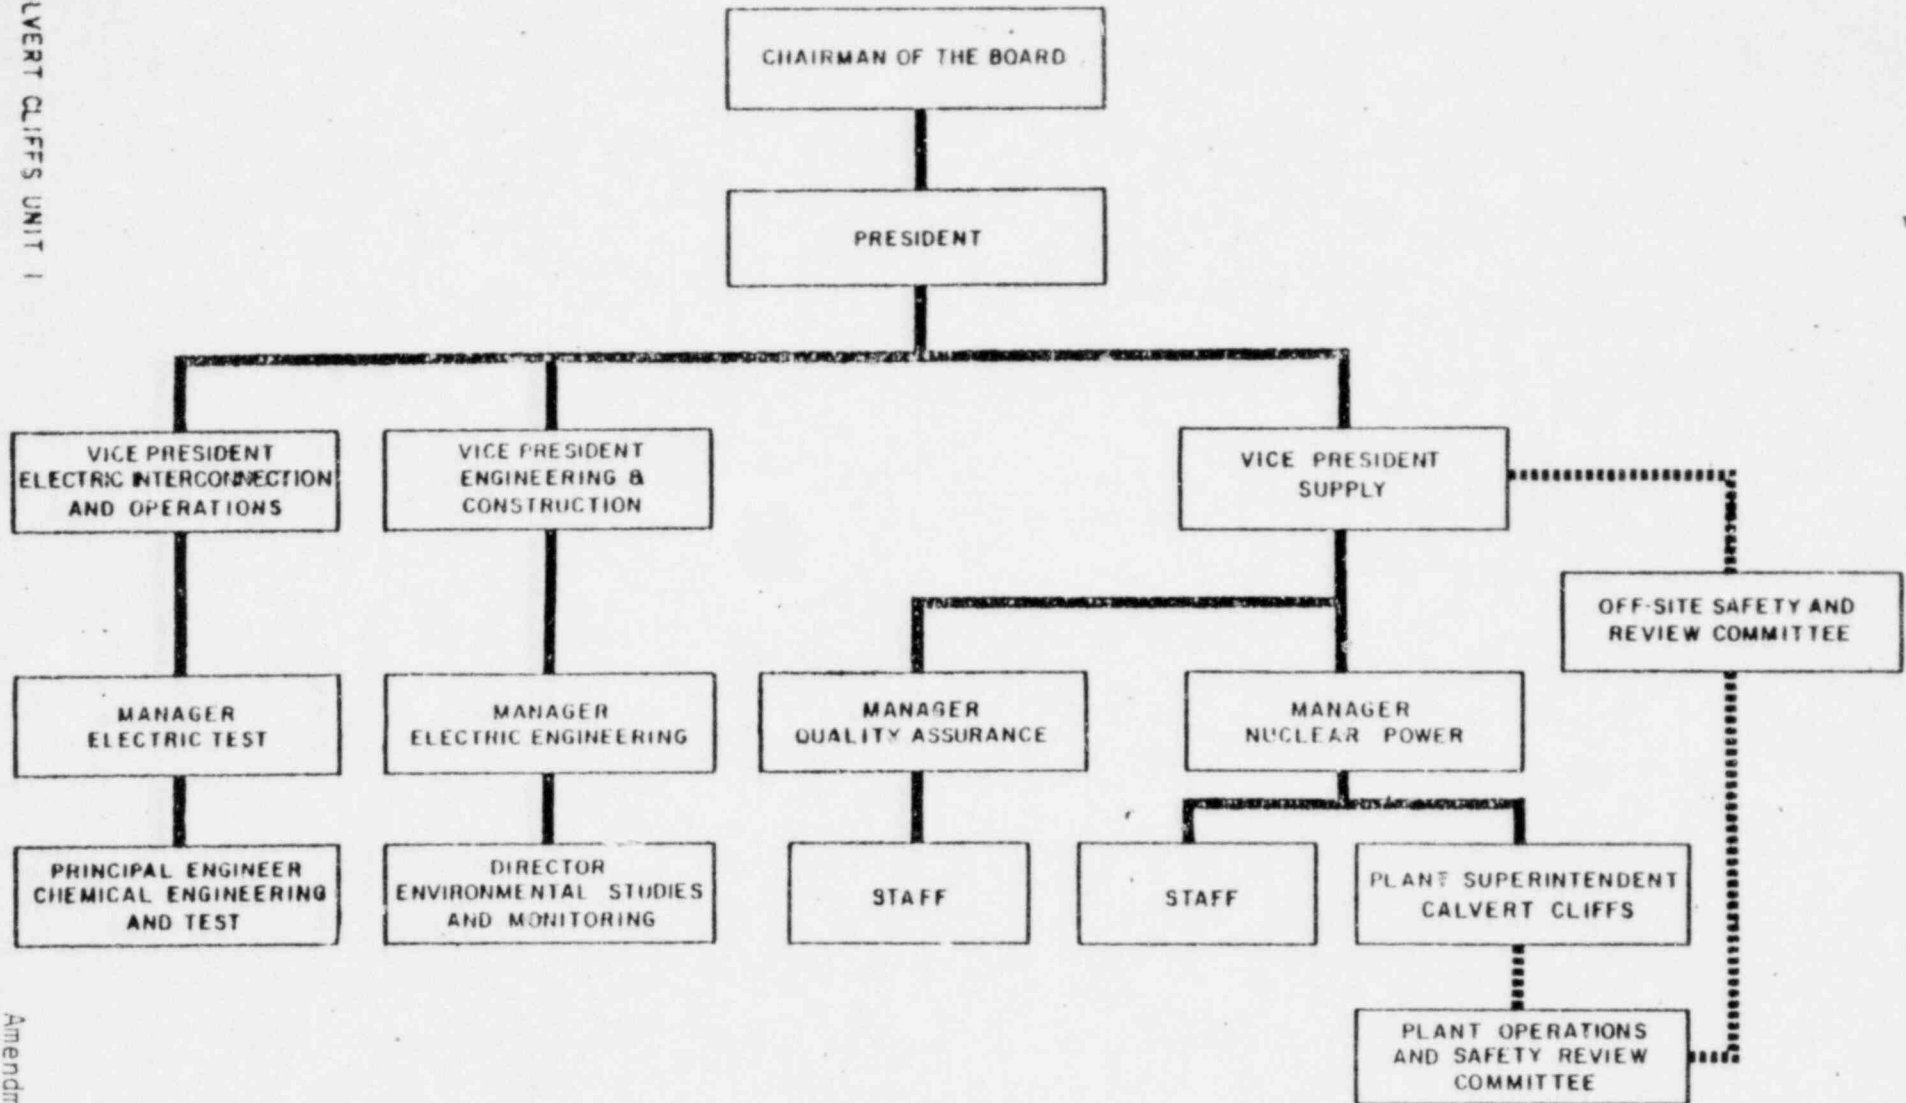 LVERT CLIFFS UNIT 1
CHAIRMAN OF THE BOARD
PRESIDENT
VICE PRESIDENT
ELECTRIC INTERCONNECTION
AND OPERATIONS
VICE PRESIDENT
ENGINEERING &
CONSTRUCTION
VICE PRESIDENT
SUPPLY
OFF-SITE SAFETY AND
REVIEW COMMITTEE
MANAGER
ELECTRIC TEST
MANAGER
ELECTRIC ENGINEERING
MANAGER
QUALITY ASSURANCE
MANAGER
NUCLEAR POWER
PRINCIPAL ENGINEER
CHEMICAL ENGINEERING
AND TEST
DIRECTOR
ENVIRONMENTAL STUDIES
AND MONITORING
STAFF
STAFF
PLANT SUPERINTENDENT
CALVERT CLIFFS
PLANT OPERATIONS
AND SAFETY REVIEW
COMMITTEE
Amendm